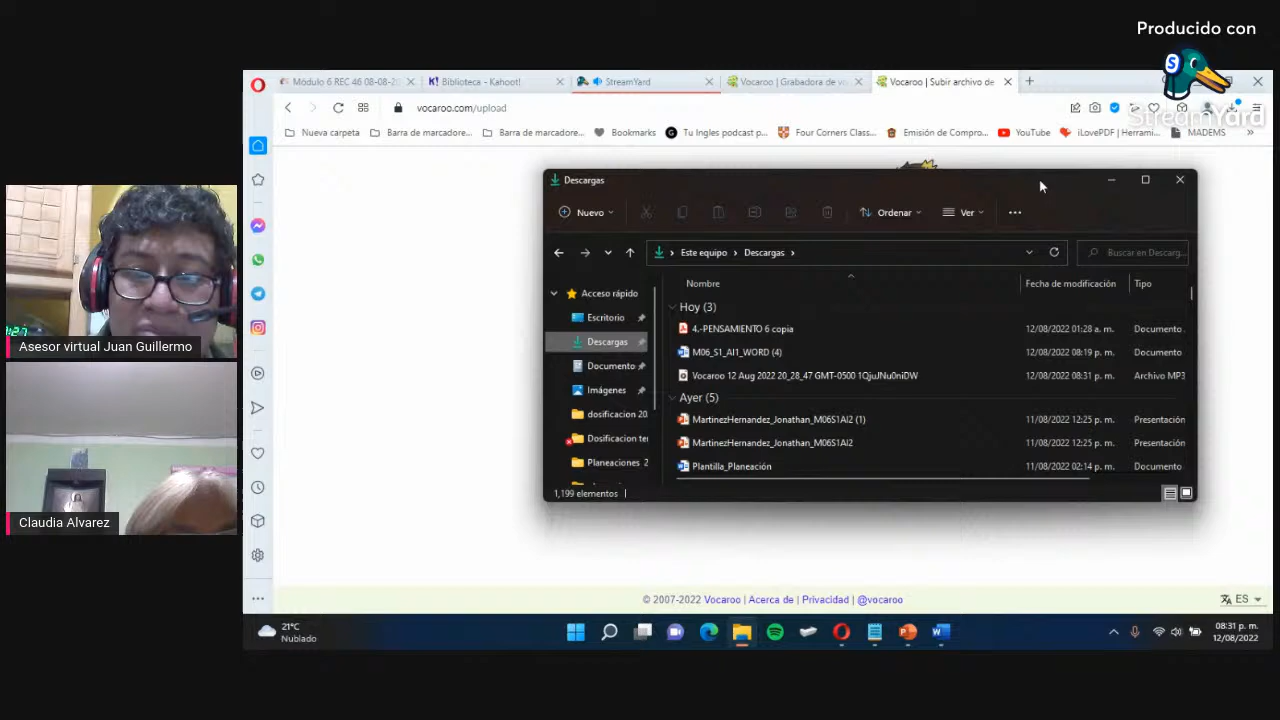 Producido con
StreamYard
Módulo 6 REC 46 08-08-2
Biblioteca - Kahoot!
StreamYard
Vocaroo | Grabadora de vo
Vocaroo | Subir archivo de
vocaroo.com/upload
Nueva carpeta
Barra de marcadore...
Barra de marcadore...
Bookmarks
Tu Ingles podcast p...
Four Corners Class...
Emisión de Compro...
YouTube
iLovePDF | Herrami...
MADEMS
Descargas
Nuevo
Ordenar
Ver
Este equipo
Descargas
Buscar en Descarg...
Nombre
Fecha de modificación
Tipo
Acceso rápido
Escritorio
Descargas
Documento
Imágenes
dosificacion 20
Dosificacion ter
Planeaciones 2
Hoy (3)
4.-PENSAMIENTO 6 copia
12/08/2022 01:28 a. m.
Documento
M06_S1_AI1_WORD (4)
12/08/2022 08:19 p. m.
Documento
Vocaroo 12 Aug 2022 20_28_47 GMT-0500 1QjuJNu0niDW
12/08/2022 08:31 p. m.
Archivo MP3
Ayer (5)
MartinezHernandez_Jonathan_M06S1AI2 (1)
11/08/2022 12:25 p. m.
Presentación
MartinezHernandez_Jonathan_M06S1AI2
11/08/2022 12:25 p. m.
Presentación
Plantilla_Planeación
11/08/2022 02:14 p. m.
Documento
1,199 elementos
Asesor virtual Juan Guillermo
Claudia Alvarez
© 2007-2022 Vocaroo | Acerca de | Privacidad | @vocaroo
ES
21°C
Nublado
08:31 p. m.
12/08/2022